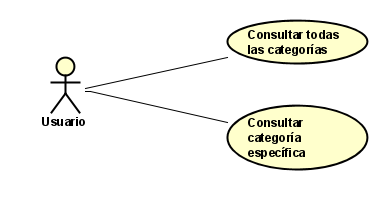 Consultar todas
las categorías
Usuario
Consultar
categoría
específica